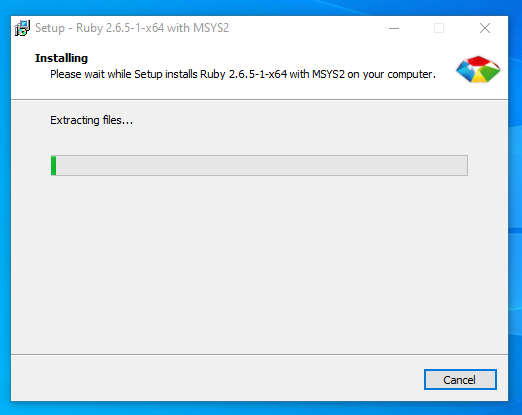 Setup - Ruby 2.6.5-1-x64 with MSYS2
Installing
Please wait while Setup installs Ruby 2.6.5-1-x64 with MSYS2 on your computer.
Extracting files...
Cancel